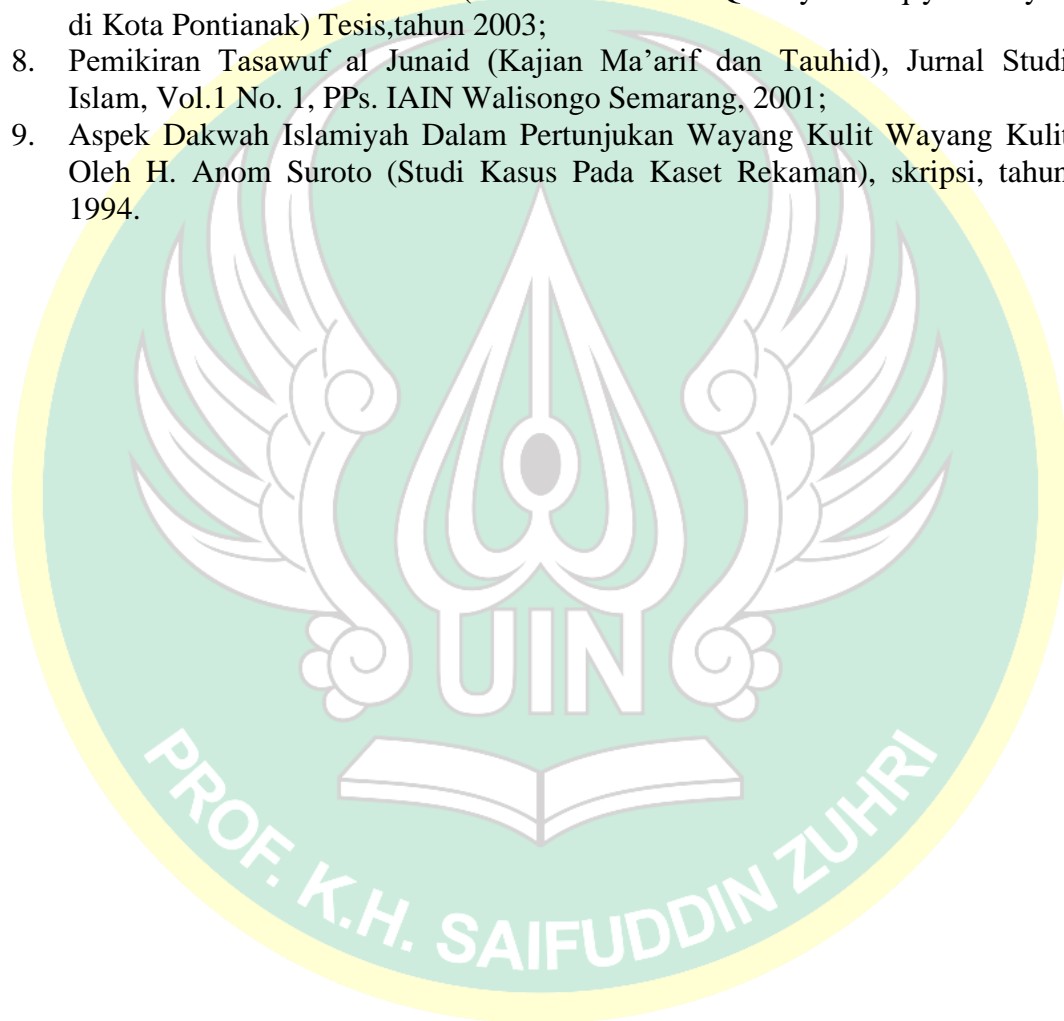 di Kota Pontianak) Tesis,tahun 2003;
8. Pemikiran Tasawuf al Junaid (Kajian Ma’arif dan Tauhid), Jurnal Studi
Islam, Vol.1 No. 1, PPs. IAIN Walisongo Semarang, 2001;
9. Aspek Dakwah Islamiyah Dalam Pertunjukan Wayang Kulit Wayang Kulit
Oleh H. Anom Suroto (Studi Kasus Pada Kaset Rekaman), skripsi, tahun
1994.
UIN
PROF. K.H. SAIFUDDIN ZUHRI